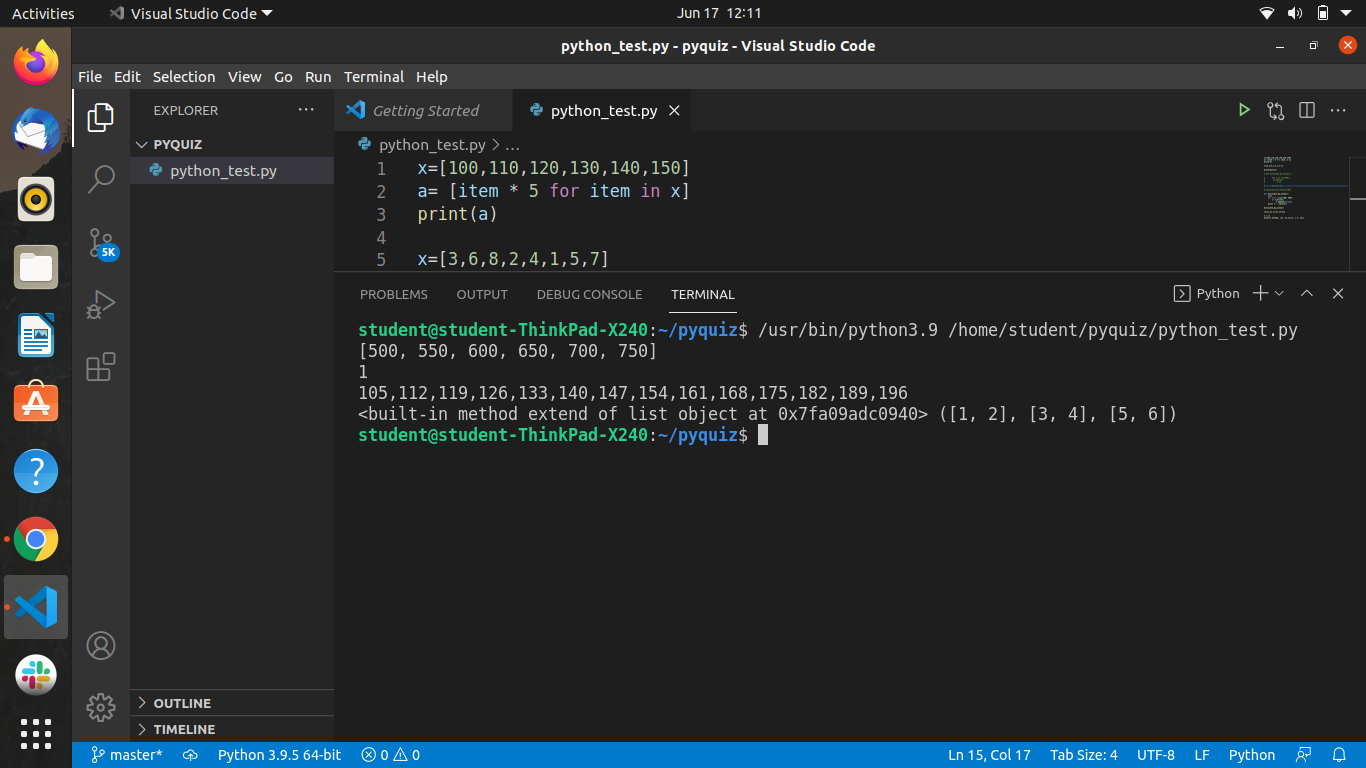 Activities Visual Studio Code Jun 17 12:11
python_test.py - pyquiz - Visual Studio Code
File Edit Selection View Go Run Terminal Help
EXPLORER
PYQUIZ
python_test.py
5K
OUTLINE
TIMELINE
Getting Started python_test.py
python_test.py > ...
1 x=[100,110,120,130,140,150]
2 a= [item * 5 for item in x]
3 print(a)
4
5 x=[3,6,8,2,4,1,5,7]
PROBLEMS OUTPUT DEBUG CONSOLE TERMINAL Python
student@student-ThinkPad-X240:~/pyquiz$ /usr/bin/python3.9 /home/student/pyquiz/python_test.py
[500, 550, 600, 650, 700, 750]
1
105,112,119,126,133,140,147,154,161,168,175,182,189,196
<built-in method extend of list object at 0x7fa09adc0940> ([1, 2], [3, 4], [5, 6])
student@student-ThinkPad-X240:~/pyquiz$
master* Python 3.9.5 64-bit 0 0 Ln 15, Col 17 Tab Size: 4 UTF-8 LF Python